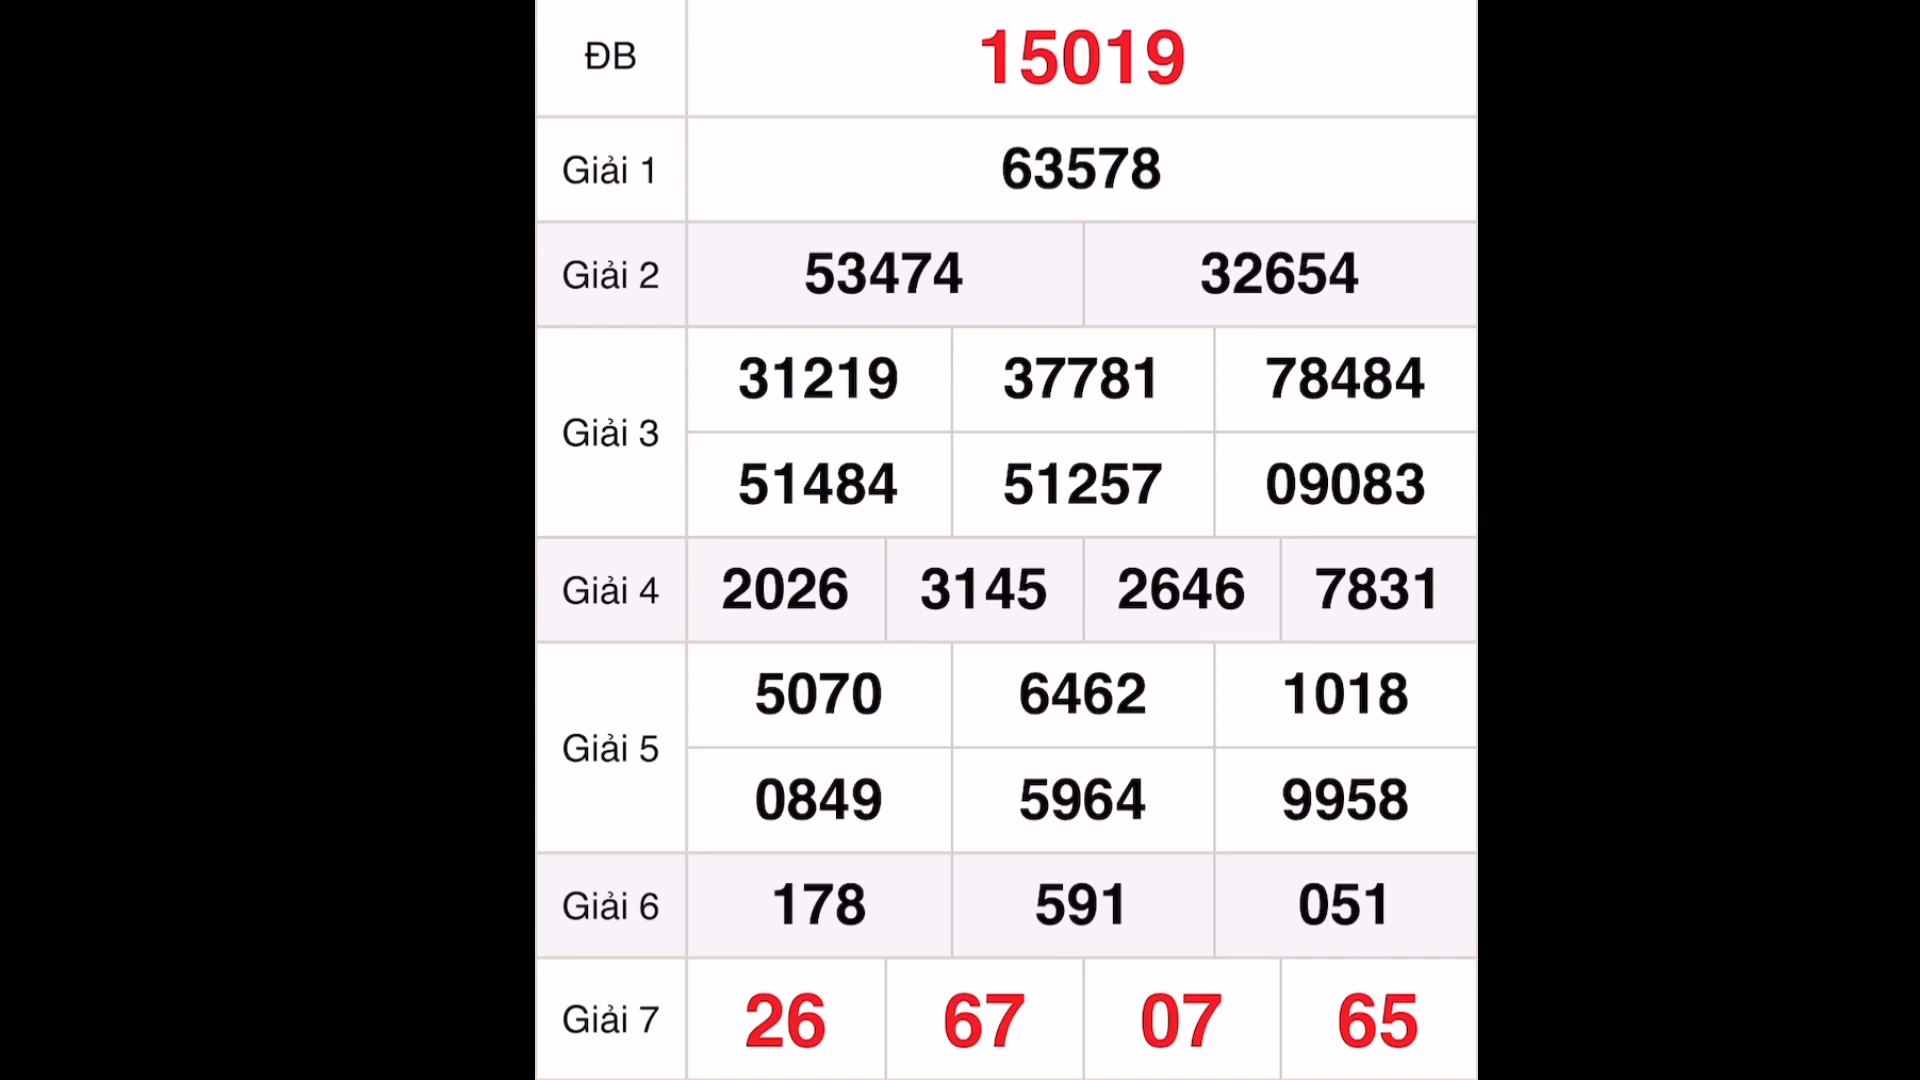 ĐB 15019
Giải 1 63578
Giải 2 53474 32654
Giải 3 31219 37781 78484
51484 51257 09083
Giải 4 2026 3145 2646 7831
Giải 5 5070 6462 1018
0849 5964 9958
Giải 6 178 591 051
Giải 7 26 67 07 65